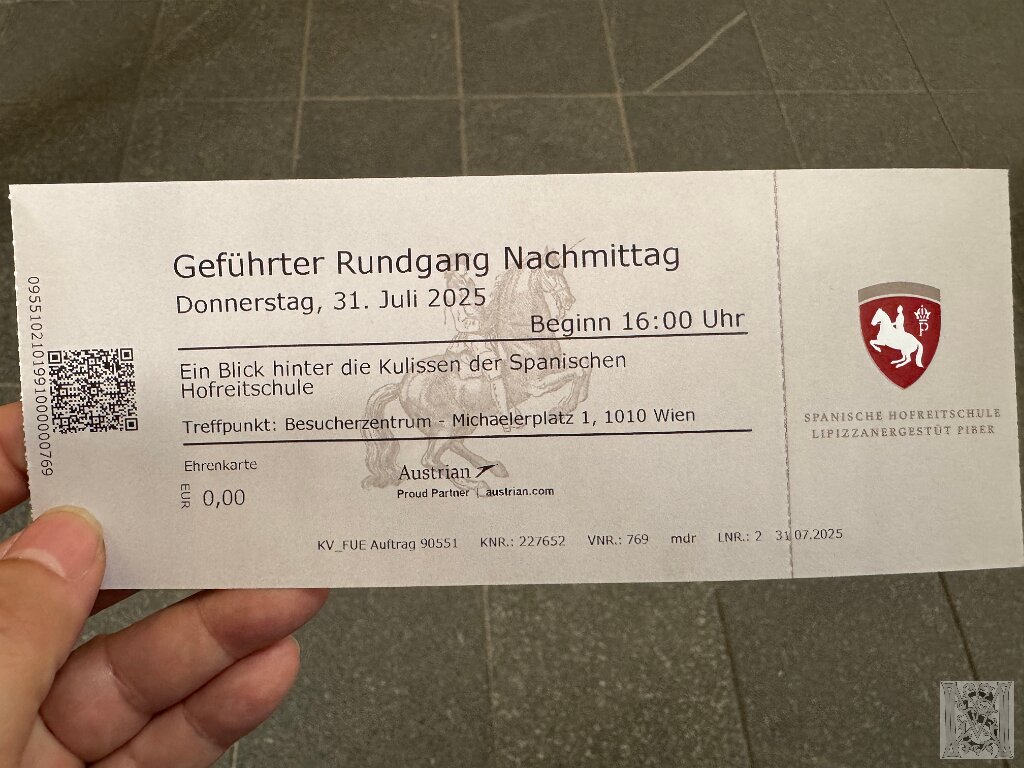 Geführter Rundgang Nachmittag
Donnerstag, 31. Juli 2025
Beginn 16:00 Uhr
Ein Blick hinter die Kulissen der Spanischen
Hofreitschule
Treffpunkt: Besucherzentrum - Michaelerplatz 1, 1010 Wien
Ehrenkarte
EUR 0,00
Austrian
Proud Partner | austrian.com
KV_FUE Auftrag 90551 KNR.: 227652 VNR.: 769 mdr LNR.: 2 31.07.2025
P
SPANISCHE HOFREITSCHULE
LIPIZZANERGESTÜT PIBER